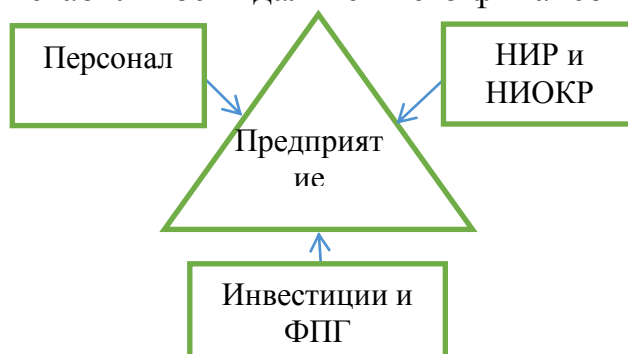 Персонал
НИР и
НИОКР
Предприят
ие
Инвестиции и
ФПГ